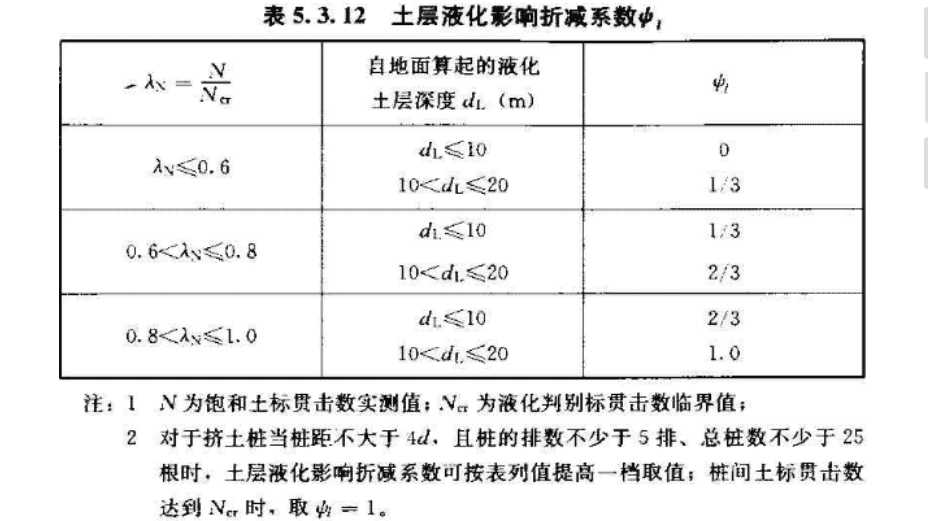 表 5.3.12 土层液化影响折减系数ψl
λN = N/Ncr
自地面算起的液化
土层深度 dL (m)
ψl
λN≤0.6
dL≤10
0
10<dL≤20
1/3
0.6<λN≤0.8
dL≤10
1/3
10<dL≤20
2/3
0.8<λN≤1.0
dL≤10
2/3
10<dL≤20
1.0
注：1 N 为饱和土标贯击数实测值；Ncr 为液化判别标贯击数临界值；
2 对于挤土桩当桩距不大于 4d，且桩的排数不少于 5 排、总桩数不少于 25
根时，土层液化影响折减系数可按表列值提高一档取值；桩间土标贯击数
达到 Ncr 时，取 ψl = 1。